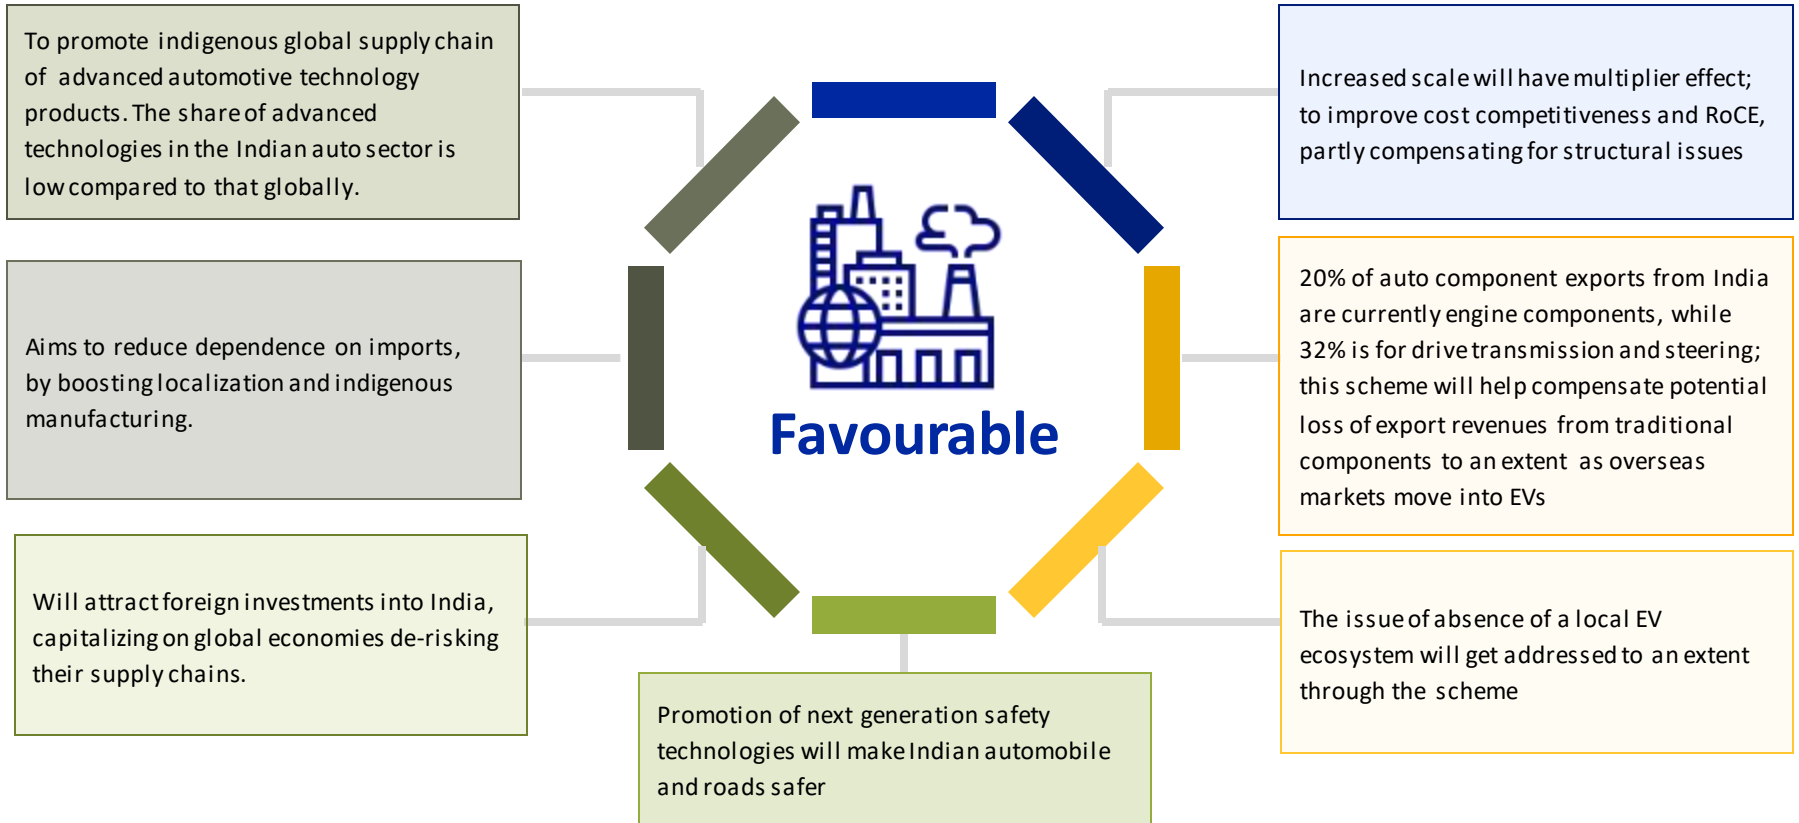 To promote indigenous global supply chain
of advanced automotive technology
products. The share of advanced
technologies in the Indian auto sector is
low compared to that globally.
Aims to reduce dependence on imports,
by boosting localization and indigenous
manufacturing.
Will attract foreign investments into India,
capitalizing on global economies de-risking
their supply chains.
Favourable
Promotion of next generation safety
technologies will make Indian automobile
and roads safer
Increased scale will have multiplier effect;
to improve cost competitiveness and RoCE,
partly compensating for structural issues
20% of auto component exports from India
are currently engine components, while
32% is for drive transmission and steering;
this scheme will help compensate potential
loss of export revenues from traditional
components to an extent as overseas
markets move into EVs
The issue of absence of a local EV
ecosystem will get addressed to an extent
through the scheme